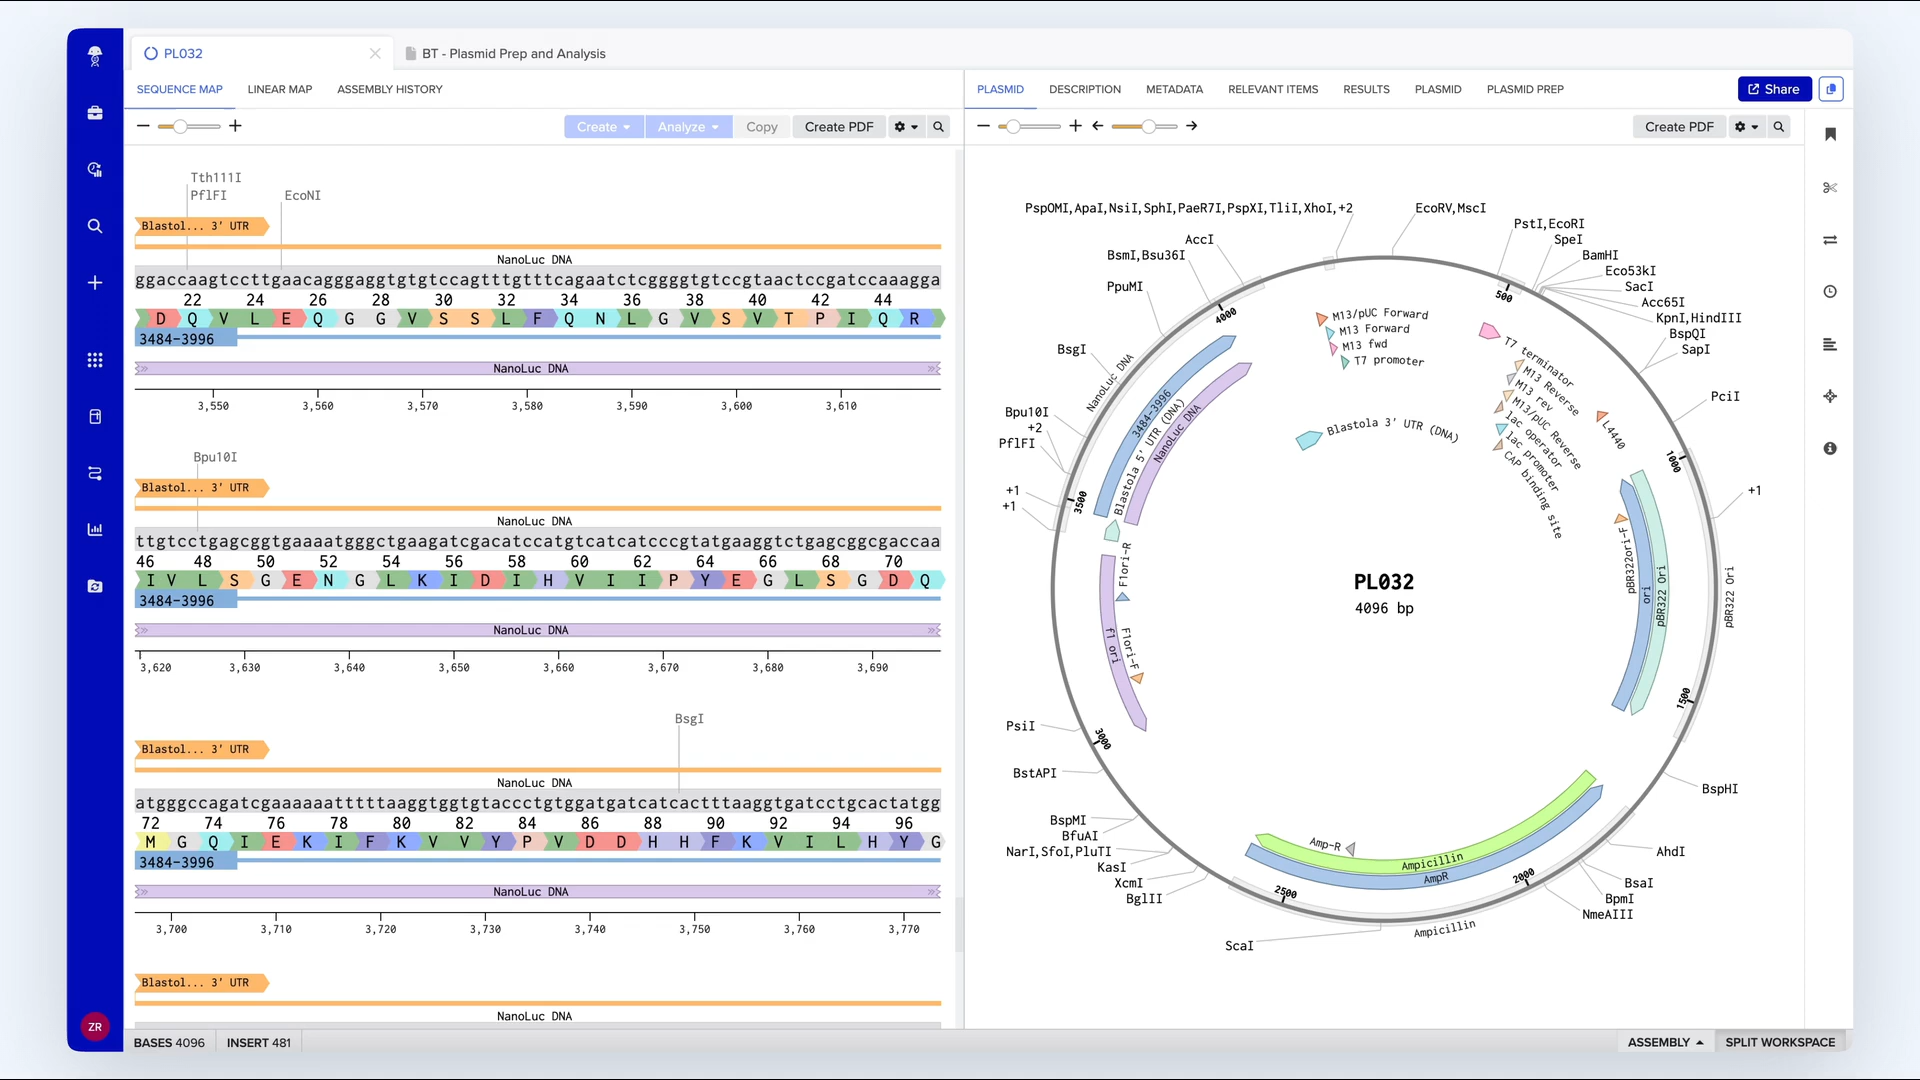 PL032
BT - Plasmid Prep and Analysis
SEQUENCE MAP LINEAR MAP ASSEMBLY HISTORY
Create Analyze Copy Create PDF
Tth111I
PflFI EcoNI
Blastol... 3’ UTR
NanoLuc DNA
ggaccaagtccttgaacagggaggtgtgtccagtttgtttcagaatctcggggtgtccgtaactccgatccaaagga
22 24 26 28 30 32 34 36 38 40 42 44
D Q V L E Q G G V S S L F Q N L G V S V T P I Q R
3484-3996
NanoLuc DNA
3,550 3,560 3,570 3,580 3,590 3,600 3,610
Bpu10I
Blastol... 3’ UTR
NanoLuc DNA
ttgtcctgagcggtgaaaatgggctgaagatcgacatccatgtcatcatcccgtatgaaggtctgagcggcgaccaa
46 48 50 52 54 56 58 60 62 64 66 68 70
I V L S G E N G L K I D I H V I I P Y E G L S G D Q
3484-3996
NanoLuc DNA
3,620 3,630 3,640 3,650 3,660 3,670 3,680 3,690
BsgI
Blastol... 3’ UTR
NanoLuc DNA
atgggccagatcgaaaaaatttttaaggtggtgtaccctgtggatgatcatcactttaaggtgatcctgcactatgg
72 74 76 78 80 82 84 86 88 90 92 94 96
M G Q I E K I F K V V Y P V D D H H F K V I L H Y G
3484-3996
NanoLuc DNA
3,700 3,710 3,720 3,730 3,740 3,750 3,760 3,770
Blastol... 3’ UTR
NanoLuc DNA
PLASMID DESCRIPTION METADATA RELEVANT ITEMS RESULTS PLASMID PLASMID PREP
Share
Create PDF
PspOMI,ApaI,NsiI,SphI,PaeR7I,PspXI,TliI,XhoI,+2
EcoRV,MscI
PstI,EcoRI
SpeI
BamHI
Eco53kI
SacI
Acc65I
KpnI,HindIII
BspQI
SapI
PciI
+1
BspHI
AhdI
BsaI
BpmI
NmeAIII
ScaI
BglII
XcmI
KasI
NarI,SfoI,PluTI
BfuAI
BspMI
BstAPI
PsiI
+1
+1
PflFI
+2
Bpu10I
BsgI
PpuMI
BsmI,Bsu36I
AccI
500
1000
1500
2000
2500
3000
3500
4000
M13/pUC Forward
M13 Forward
M13 fwd
T7 promoter
T7 terminator
M13 Reverse
M13 rev
M13/pUC Reverse
lac operator
lac promoter
CAP binding site
L4440
Blastola 3’ UTR (DNA)
NanoLuc DNA
3484-3996
Blastola 5’ UTR (DNA)
NanoLuc DNA
F1ori-R
F1ori-F
f1 ori
pBR322ori-F
ori
pBR322 Ori
pBR322 Ori
PL032
4096 bp
Amp-R
Ampicillin
AmpR
Ampicillin
ZR
BASES 4096 INSERT 481
ASSEMBLY SPLIT WORKSPACE